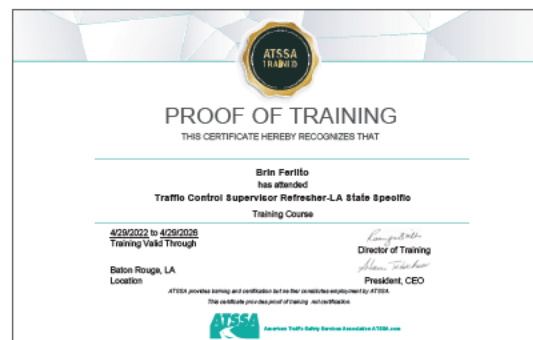 ATSSA
TRAINED
PROOF OF TRAINING
THIS CERTIFICATE HEREBY RECOGNIZES THAT
Brin Ferlito
has attended
Traffic Control Supervisor Refresher-LA State Specific
Training Course
4/29/2022 to 4/29/2026
Training Valid Through
Director of Training
Baton Rouge, LA
Location
President, CEO
ATSSA provides training and certification but neither constitutes employment by ATSSA.
This certificate provides proof of training not certification.
ATSSA
American Traffic Safety Services Association ATSSA.com